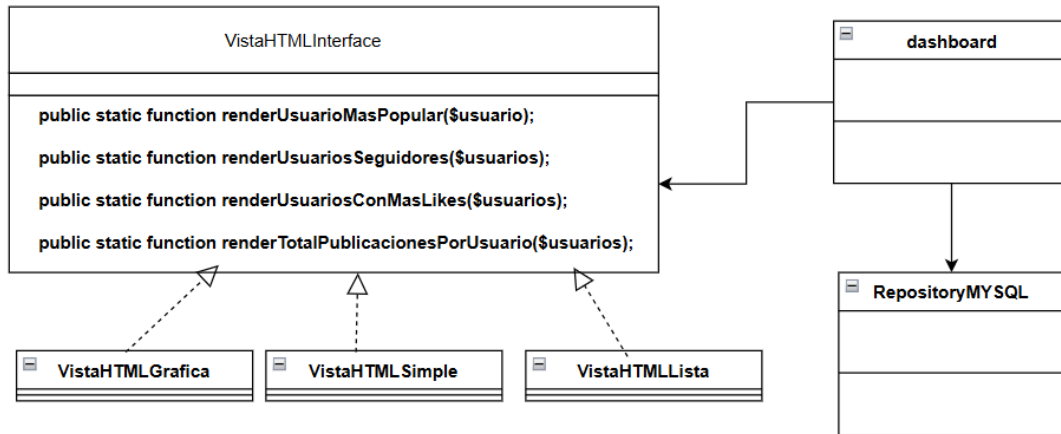 VistaHTMLInterface
public static function renderUsuarioMasPopular($usuario);
public static function renderUsuariosSeguidores($usuarios);
public static function renderUsuariosConMasLikes($usuarios);
public static function renderTotalPublicacionesPorUsuario($usuarios);
VistaHTMLGrafica
VistaHTMLSimple
VistaHTMLLista
dashboard
RepositoryMYSQL